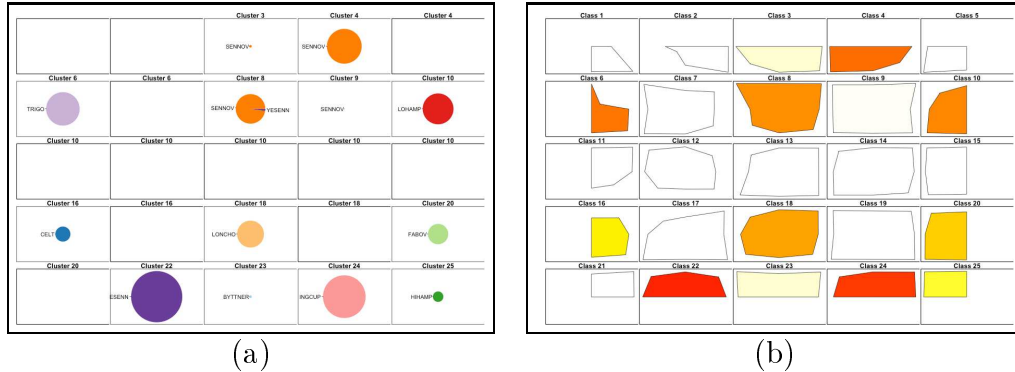 Cluster 3 Cluster 4 Cluster 4
SENNOV SENNOV
Cluster 6 Cluster 6 Cluster 8 Cluster 9 Cluster 10
TRIGO SENNOV YESENN SENNOV LOHAMP
Cluster 10 Cluster 10 Cluster 10 Cluster 10 Cluster 10
Cluster 16 Cluster 16 Cluster 18 Cluster 18 Cluster 20
CELT LONCHO FABOV
Cluster 20 Cluster 22 Cluster 23 Cluster 24 Cluster 25
ESENN BYTTNER INGCUP HIHAMP
(a)
Class 1 Class 2 Class 3 Class 4 Class 5
Class 6 Class 7 Class 8 Class 9 Class 10
Class 11 Class 12 Class 13 Class 14 Class 15
Class 16 Class 17 Class 18 Class 19 Class 20
Class 21 Class 22 Class 23 Class 24 Class 25
(b)